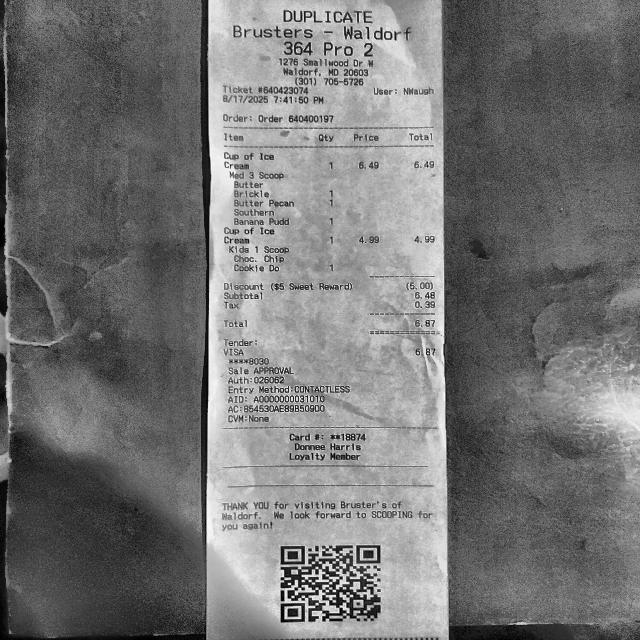 DUPLICATE
Brusters - Waldorf
364 Pro 2
1276 Smallwood Dr W
Waldorf, MD 20603
(301) 705-5726
Ticket #640423074 User: NWaugh
8/17/2025 7:41:50 PM
Order: Order 640400197
Item Qty Price Total
Cup of Ice
Cream 1 6.49 6.49
Med 3 Scoop
Butter
Brickle 1
Butter Pecan 1
Southern
Banana Pudd 1
Cup of Ice
Cream 1 4.99 4.99
Kids 1 Scoop
Choc. Chip
Cookie Do 1
Discount ($5 Sweet Reward) (5.00)
Subtotal 6.48
Tax 0.39
Total 6.87
Tender:
VISA 6.87
****8030
Sale APPROVAL
Auth:026062
Entry Method:CONTACTLESS
AID: A0000000031010
AC:854530AE89B50900
CVM:None
Card #: **18874
Donnee Harris
Loyalty Member
THANK YOU for visiting Bruster's of
Waldorf. We look forward to SCOOPING for
you again!